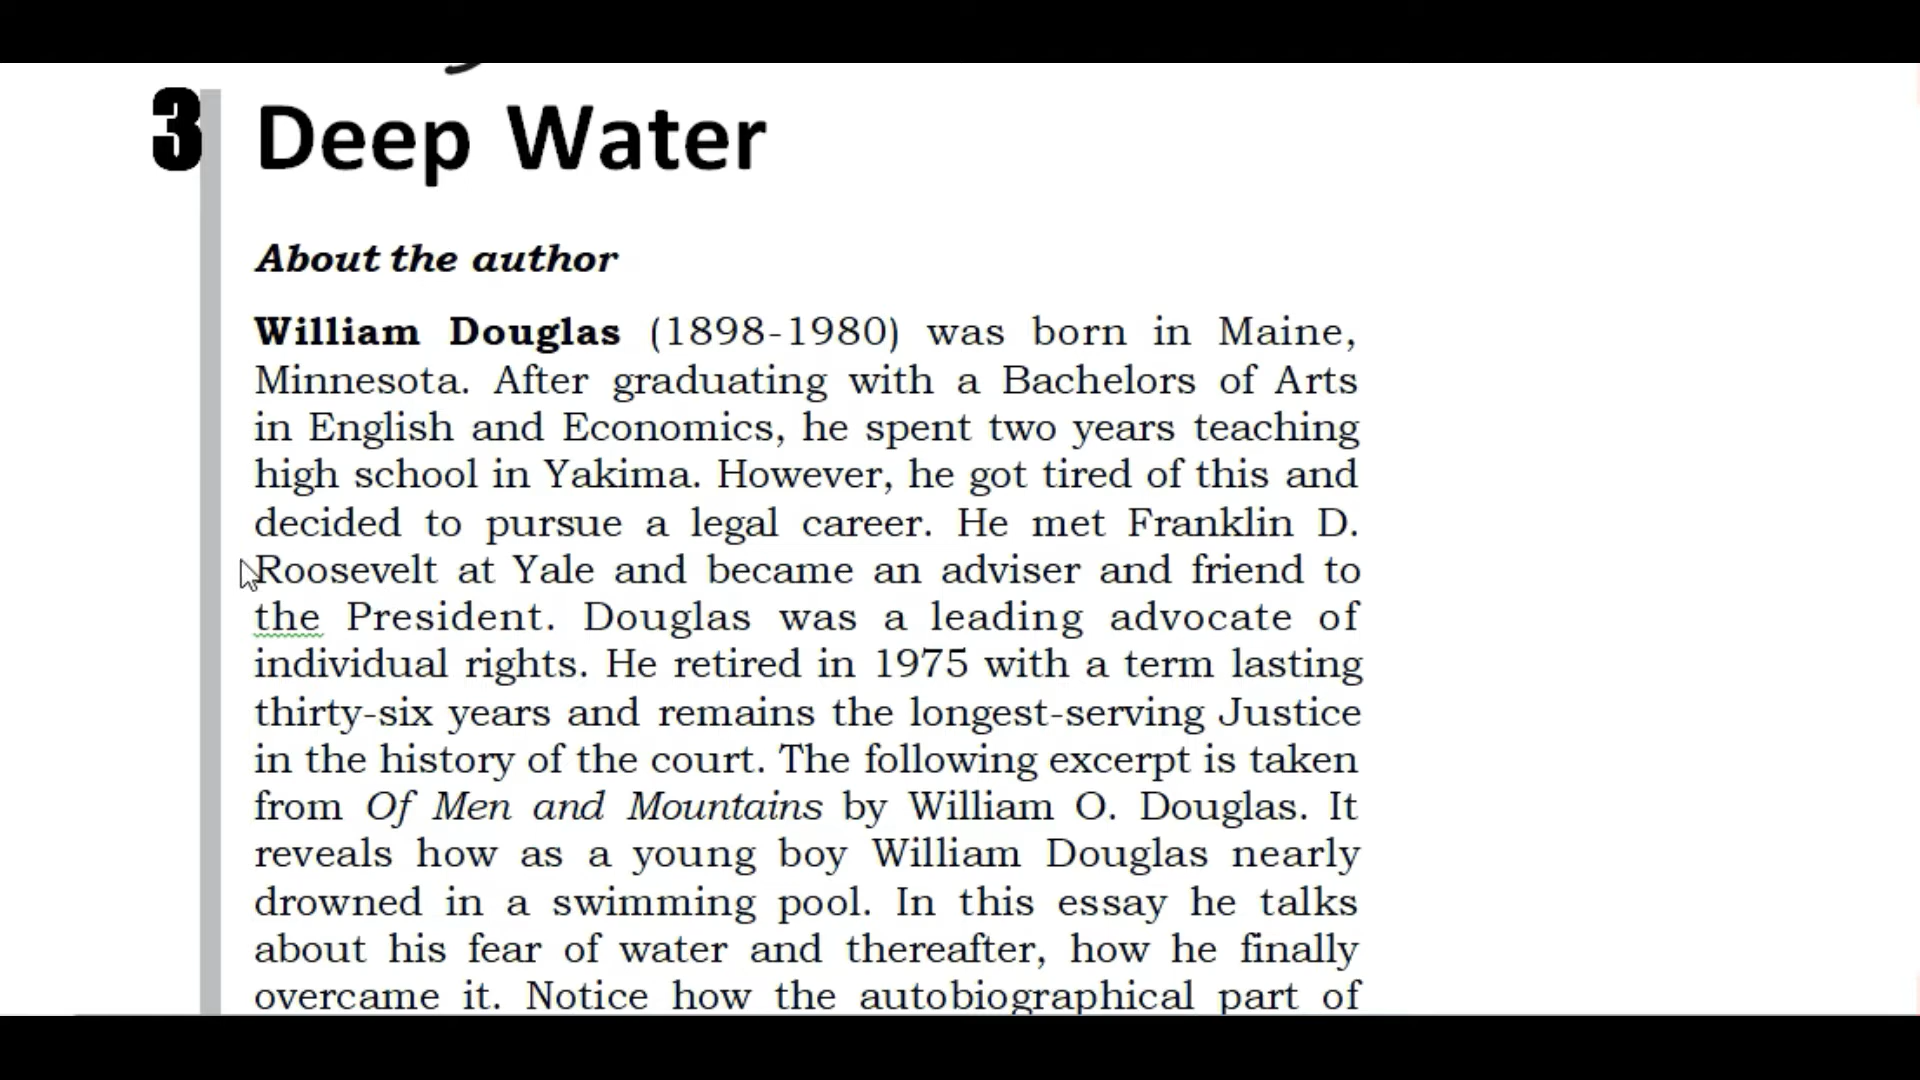 3 Deep Water
About the author
William Douglas (1898-1980) was born in Maine,
Minnesota. After graduating with a Bachelors of Arts
in English and Economics, he spent two years teaching
high school in Yakima. However, he got tired of this and
decided to pursue a legal career. He met Franklin D.
Roosevelt at Yale and became an adviser and friend to
the President. Douglas was a leading advocate of
individual rights. He retired in 1975 with a term lasting
thirty-six years and remains the longest-serving Justice
in the history of the court. The following excerpt is taken
from Of Men and Mountains by William O. Douglas. It
reveals how as a young boy William Douglas nearly
drowned in a swimming pool. In this essay he talks
about his fear of water and thereafter, how he finally
overcame it. Notice how the autobiographical part of